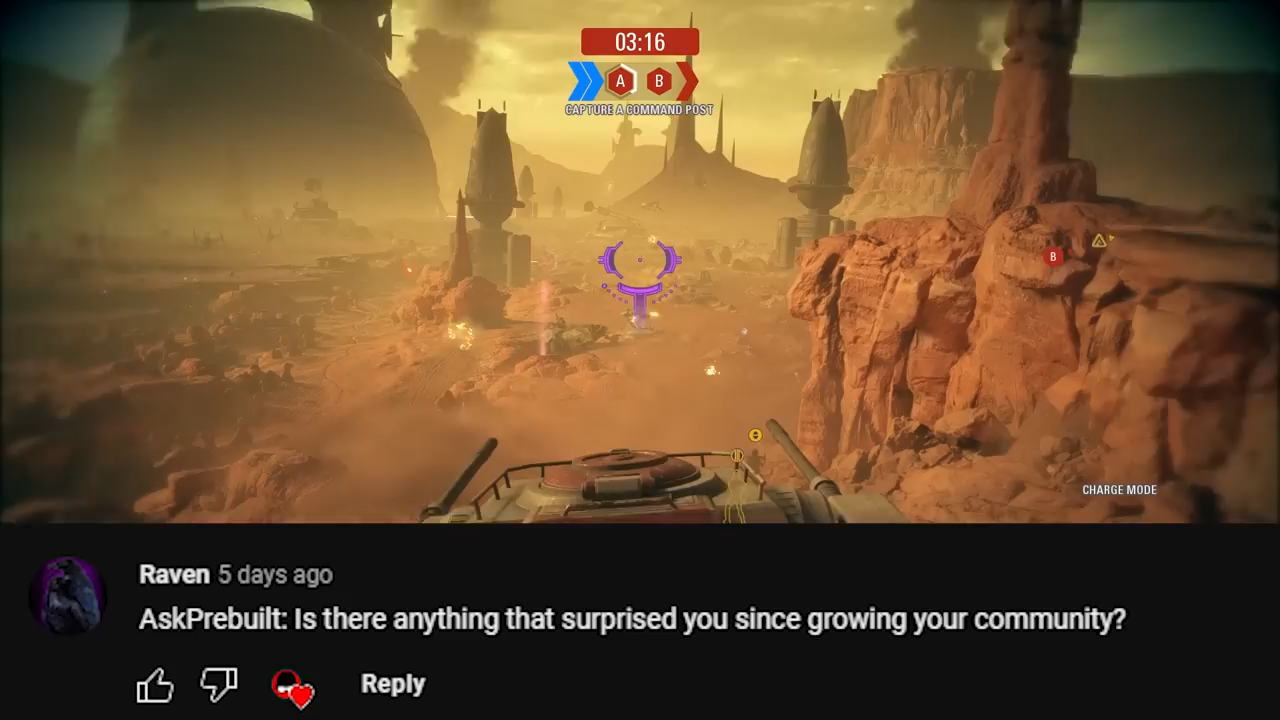 03:16
A B
CAPTURE A COMMAND POST
B
CHARGE MODE
Raven 5 days ago
AskPrebuilt: Is there anything that surprised you since growing your community?
Reply